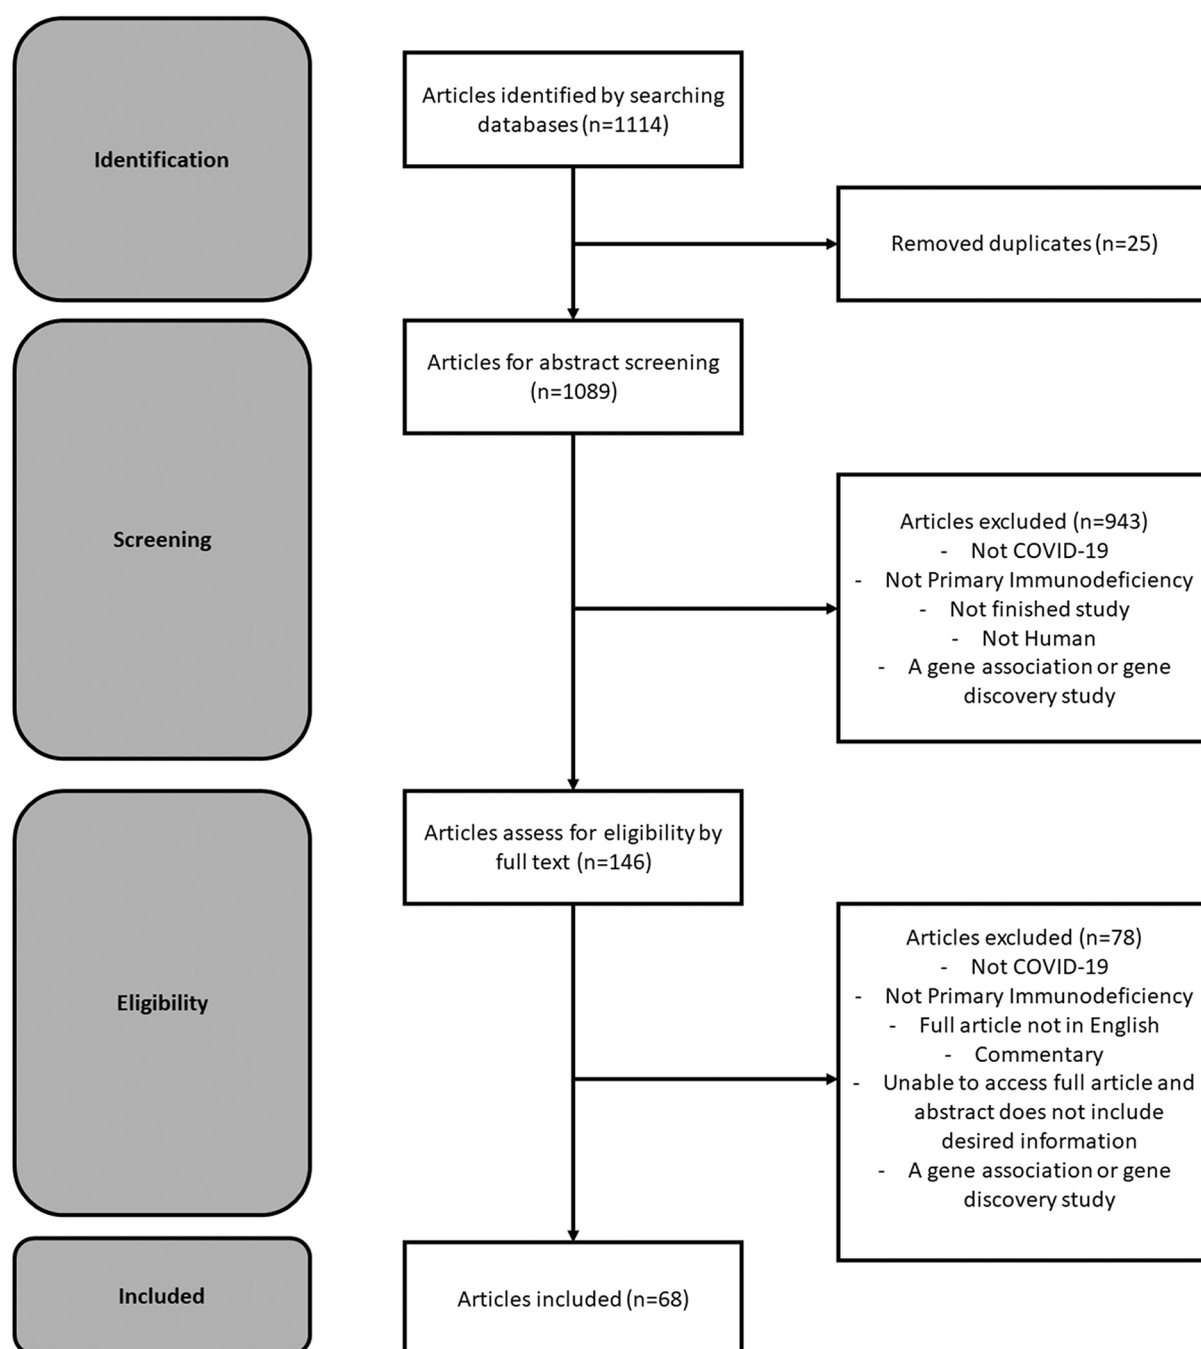 Identification
Articles identified by searching
databases (n=1114)
Removed duplicates (n=25)
Screening
Articles for abstract screening
(n=1089)
Articles excluded (n=943)
- Not COVID-19
- Not Primary Immunodeficiency
- Not finished study
- Not Human
- A gene association or gene
discovery study
Eligibility
Articles assess for eligibility by
full text (n=146)
Articles excluded (n=78)
- Not COVID-19
- Not Primary Immunodeficiency
- Full article not in English
- Commentary
- Unable to access full article and
abstract does not include
desired information
- A gene association or gene
discovery study
Included
Articles included (n=68)